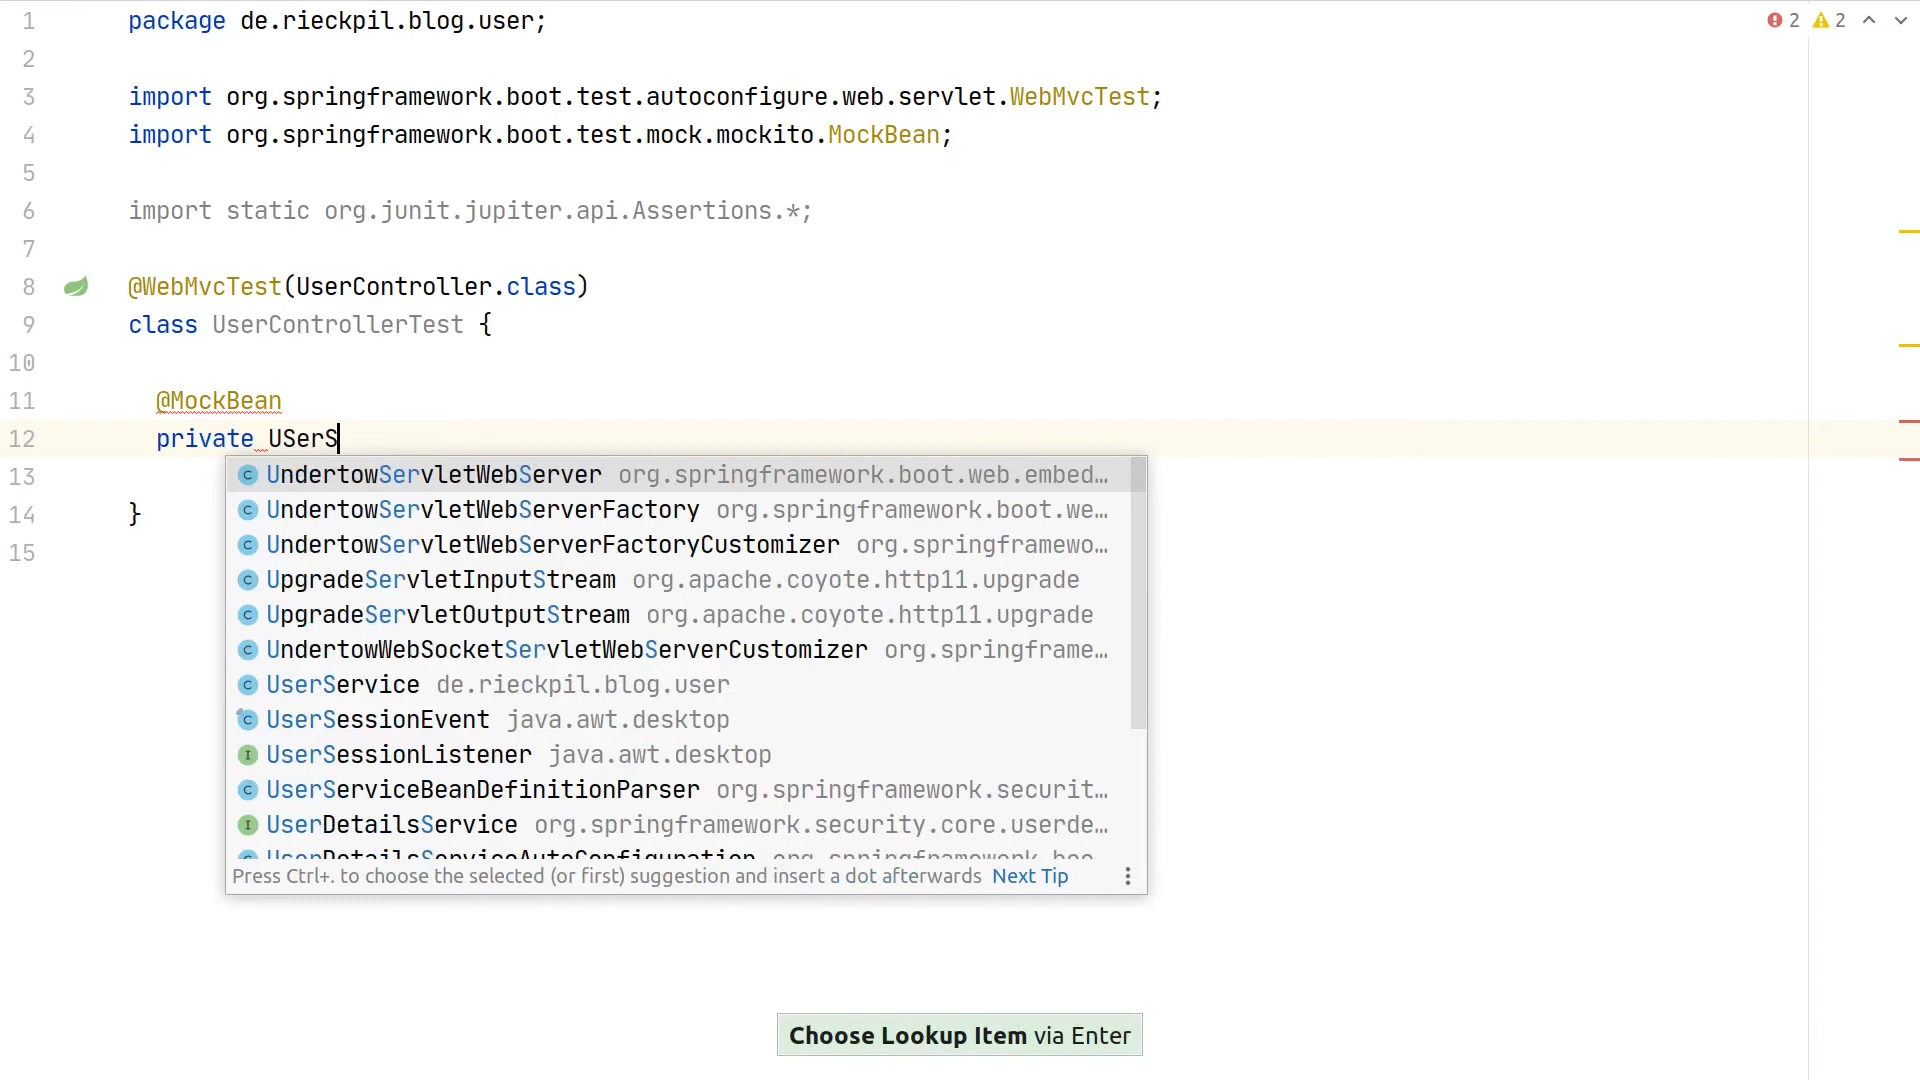 1 package de.rieckpil.blog.user;
2 2
2
3 import org.springframework.boot.test.autoconfigure.web.servlet.WebMvcTest;
4 import org.springframework.boot.test.mock.mockito.MockBean;
5
6 import static org.junit.jupiter.api.Assertions.*;
7
8 @WebMvcTest(UserController.class)
9 class UserControllerTest {
10
11 @MockBean
12 private USerS
13
14 }
15
UndertowServletWebServer org.springframework.boot.web.embed…
UndertowServletWebServerFactory org.springframework.boot.we…
UndertowServletWebServerFactoryCustomizer org.springframewo…
UpgradeServletInputStream org.apache.coyote.http11.upgrade
UpgradeServletOutputStream org.apache.coyote.http11.upgrade
UndertowWebSocketServletWebServerCustomizer org.springframe…
UserService de.rieckpil.blog.user
UserSessionEvent java.awt.desktop
UserSessionListener java.awt.desktop
UserServiceBeanDefinitionParser org.springframework.securit…
UserDetailsService org.springframework.security.core.userde…
UserDetailsServiceAutoConfiguration org.springframework.boo…
Press Ctrl+. to choose the selected (or first) suggestion and insert a dot afterwards Next Tip
Choose Lookup Item via Enter